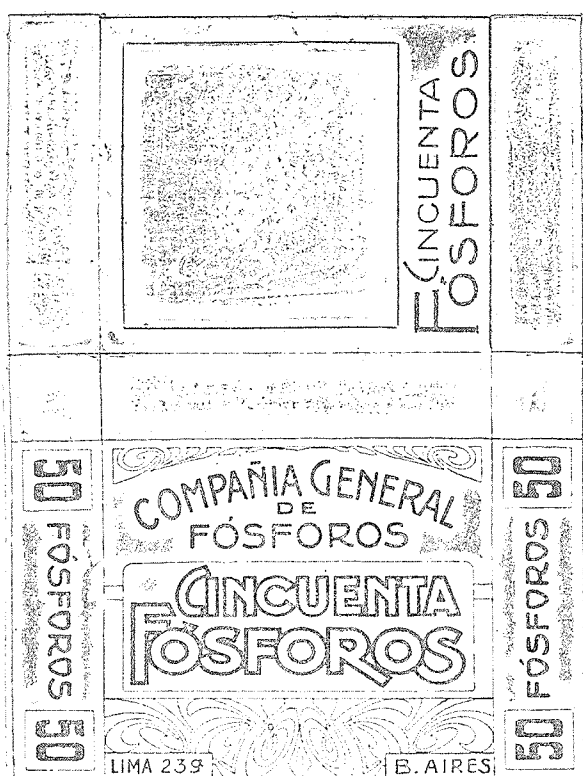 CINCUENTA
FÓSFOROS
COMPAÑIA GENERAL
DE
FÓSFOROS
CINCUENTA
FÓSFOROS
50
FÓSFOROS
50
50
FÓSFOROS
50
LIMA 239
B. AIRES